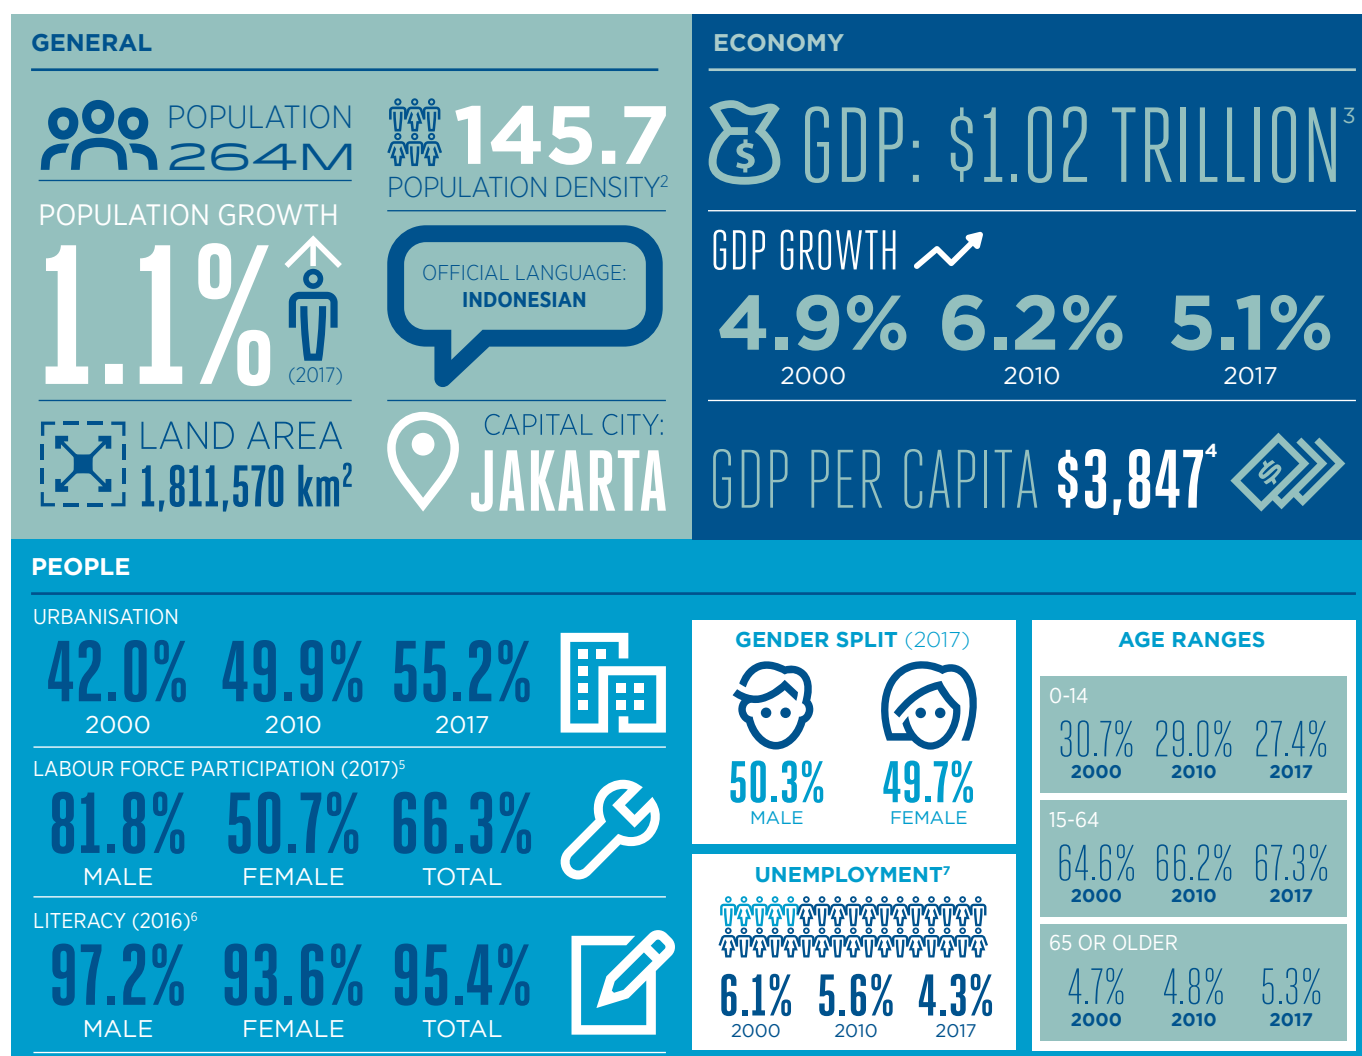 GENERAL
POPULATION
264M
145.7
POPULATION DENSITY²
POPULATION GROWTH
1.1%
(2017)
OFFICIAL LANGUAGE:
INDONESIAN
LAND AREA
1,811,570 km²
CAPITAL CITY:
JAKARTA
ECONOMY
$
GDP: $1.02 TRILLION³
GDP GROWTH
4.9% 6.2% 5.1%
2000 2010 2017
GDP PER CAPITA $3,847⁴
$
PEOPLE
URBANISATION
42.0% 49.9% 55.2%
2000 2010 2017
LABOUR FORCE PARTICIPATION (2017)⁵
81.8% 50.7% 66.3%
MALE FEMALE TOTAL
LITERACY (2016)⁶
97.2% 93.6% 95.4%
MALE FEMALE TOTAL
GENDER SPLIT (2017)
50.3% 49.7%
MALE FEMALE
UNEMPLOYMENT⁷
6.1% 5.6% 4.3%
2000 2010 2017
AGE RANGES
0-14
30.7% 29.0% 27.4%
2000 2010 2017
15-64
64.6% 66.2% 67.3%
2000 2010 2017
65 OR OLDER
4.7% 4.8% 5.3%
2000 2010 2017